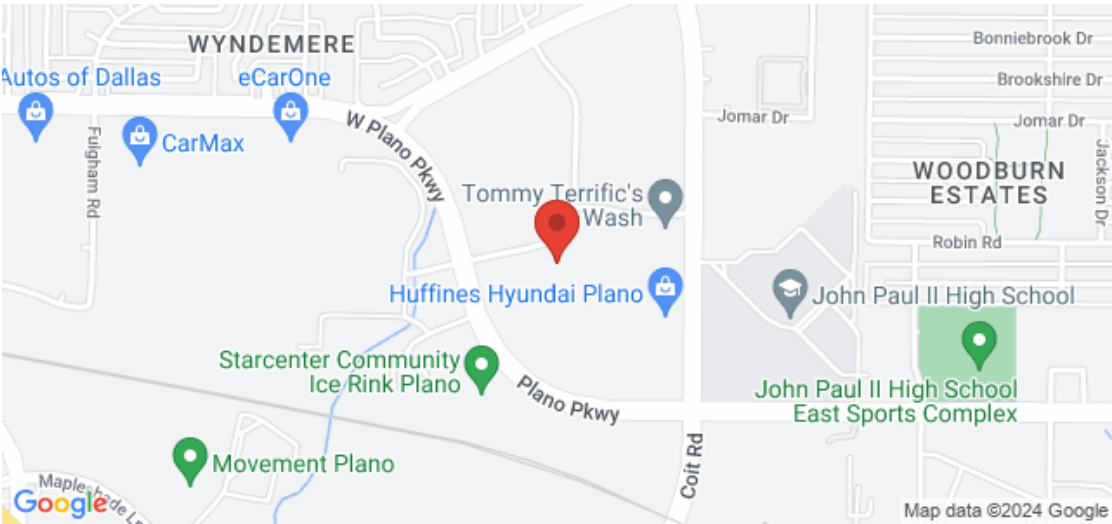 WYNDEMERE
Bonniebrook Dr
Autos of Dallas
eCarOne
Brookshire Dr
Jomar Dr
Jomar Dr
W Plano Pkwy
CarMax
Fulgham Rd
Jackson Dr
WOODBURN
ESTATES
Tommy Terrific's
Wash
Robin Rd
Huffines Hyundai Plano
John Paul II High School
Starcenter Community
Ice Rink Plano
Plano Pkwy
John Paul II High School
East Sports Complex
Coit Rd
Movement Plano
Mapleshade Ln
Google
Map data ©2024 Google